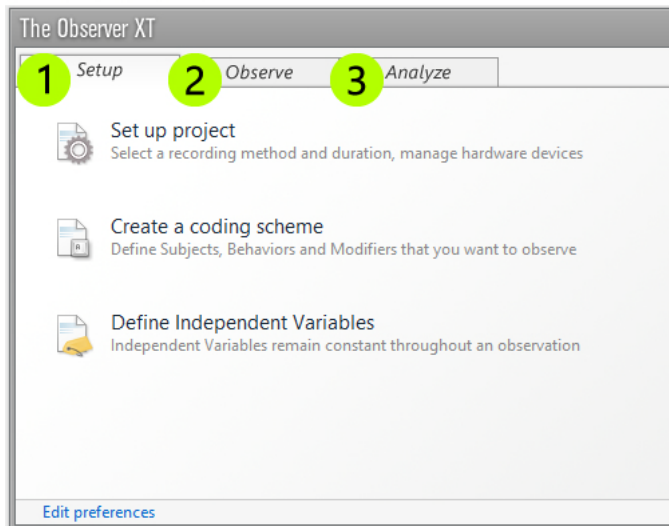 The Observer XT
1 Setup 2 Observe 3 Analyze
Set up project
Select a recording method and duration, manage hardware devices
Create a coding scheme
Define Subjects, Behaviors and Modifiers that you want to observe
Define Independent Variables
Independent Variables remain constant throughout an observation
Edit preferences